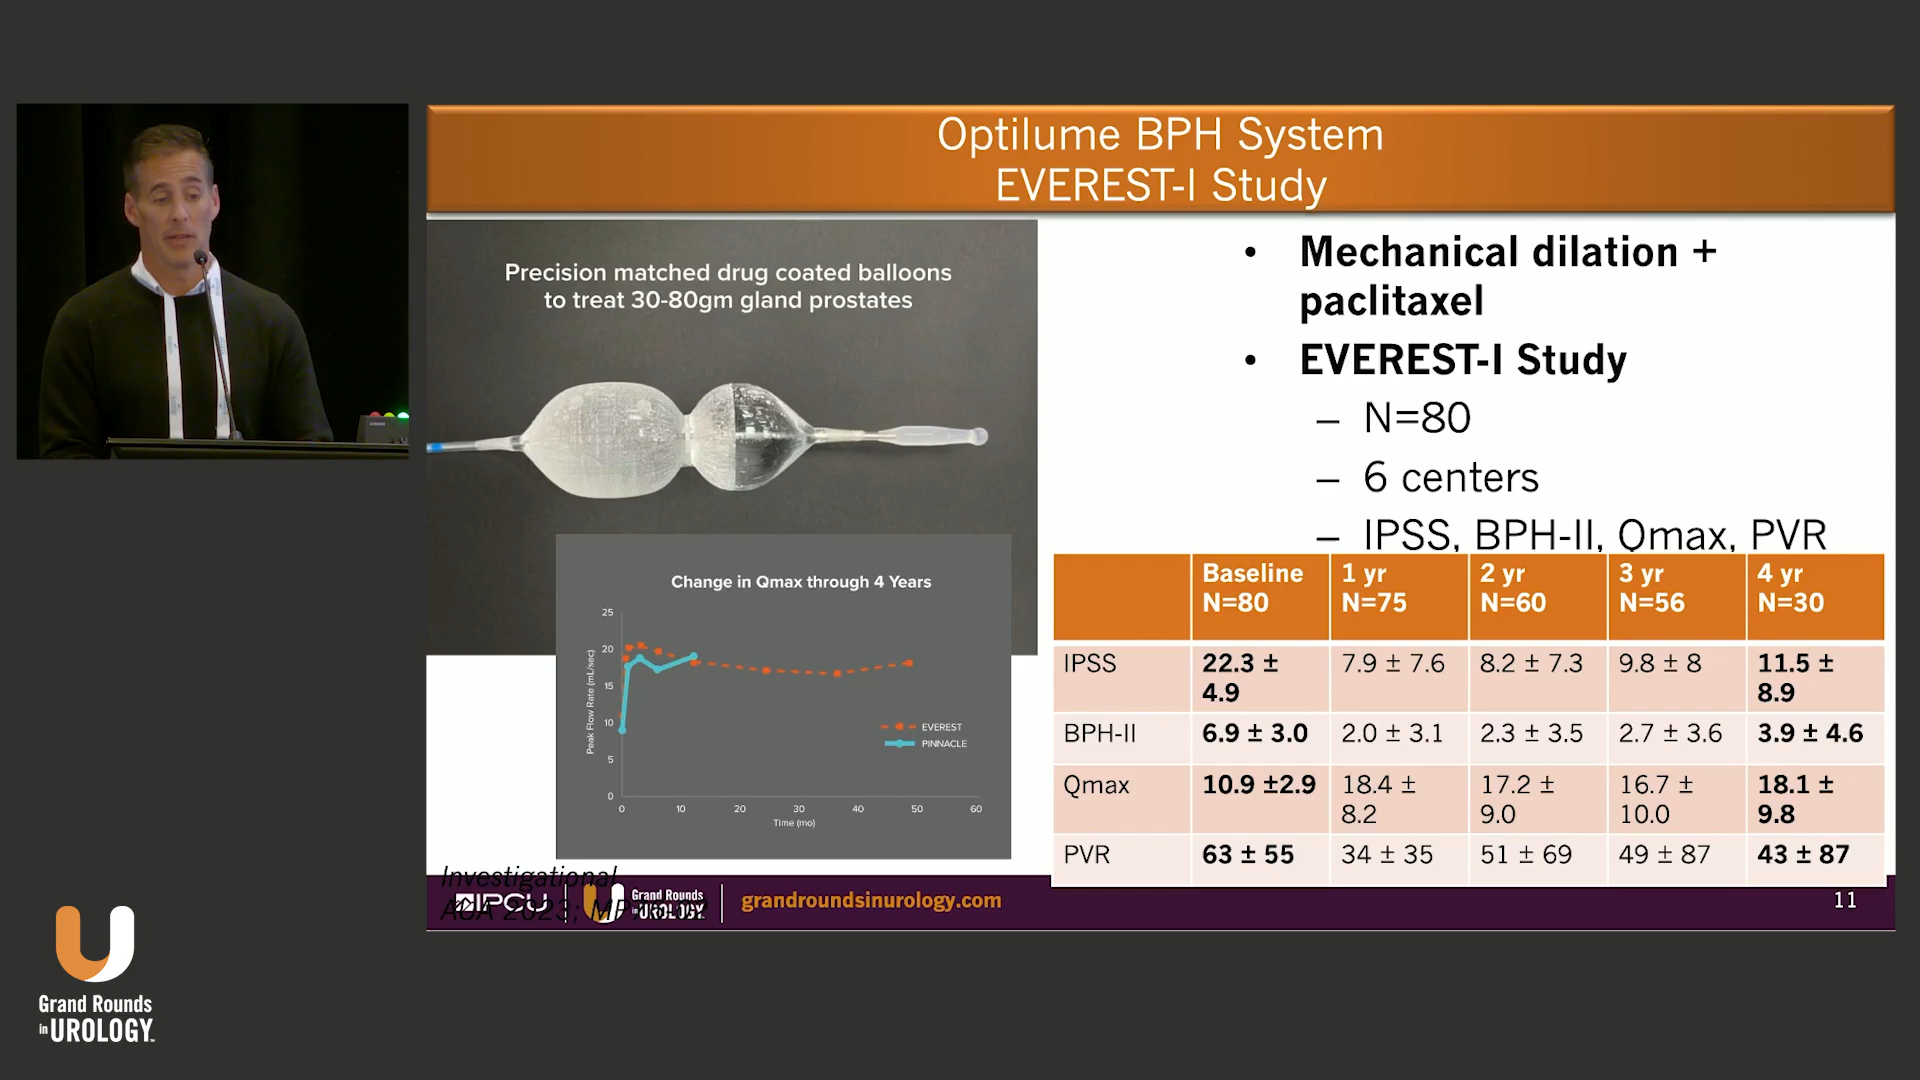 Optilume BPH System
EVEREST-I Study
Precision matched drug coated balloons
to treat 30-80gm gland prostates
• Mechanical dilation +
paclitaxel
• EVEREST-I Study
– N=80
– 6 centers
– IPSS, BPH-II, Qmax, PVR
Change in Qmax through 4 Years
Peak Flow Rate (mL/sec)
25
20
15
10
5
0
0 10 20 30 40 50 60
Time (mo)
EVEREST
PINNACLE
Baseline 1 yr 2 yr 3 yr 4 yr
N=80 N=75 N=60 N=56 N=30
IPSS 22.3 ± 7.9 ± 7.6 8.2 ± 7.3 9.8 ± 8 11.5 ±
4.9 8.9
BPH-II 6.9 ± 3.0 2.0 ± 3.1 2.3 ± 3.5 2.7 ± 3.6 3.9 ± 4.6
Qmax 10.9 ±2.9 18.4 ± 17.2 ± 16.7 ± 18.1 ±
8.2 9.0 10.0 9.8
PVR 63 ± 55 34 ± 35 51 ± 69 49 ± 87 43 ± 87
Investigational
AUA 2023;
IPCU
Grand Rounds
in UROLOGY
grandroundsinurology.com
11
Grand Rounds
in UROLOGY™